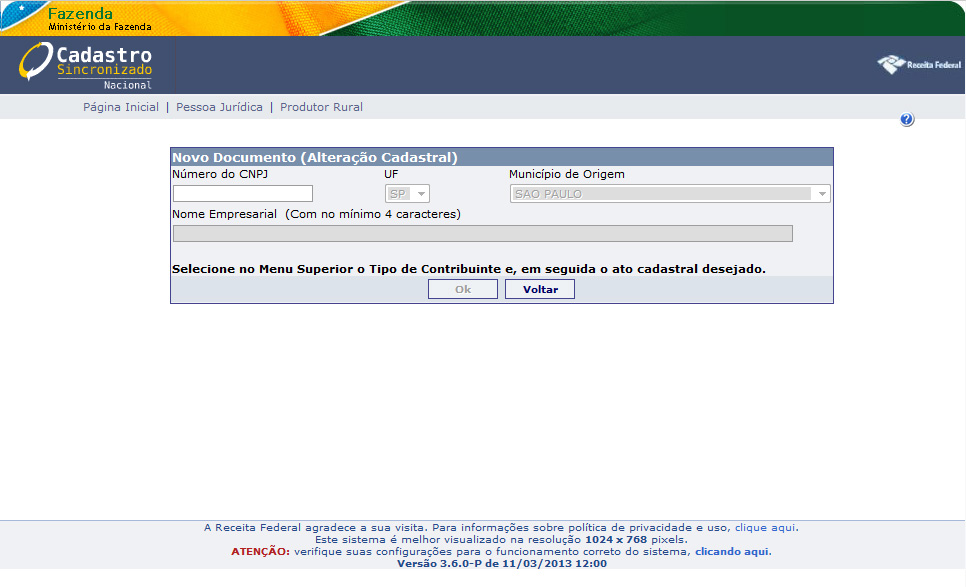 Fazenda
Ministério da Fazenda
Cadastro
Sincronizado
Nacional
Receita Federal
Página Inicial | Pessoa Jurídica | Produtor Rural
?
Novo Documento (Alteração Cadastral)
Número do CNPJ UF Município de Origem
SP SAO PAULO
Nome Empresarial (Com no mínimo 4 caracteres)
Selecione no Menu Superior o Tipo de Contribuinte e, em seguida o ato cadastral desejado.
Ok Voltar
A Receita Federal agradece a sua visita. Para informações sobre política de privacidade e uso, clique aqui.
Este sistema é melhor visualizado na resolução 1024 x 768 pixels.
ATENÇÃO: verifique suas configurações para o funcionamento correto do sistema, clicando aqui.
Versão 3.6.0-P de 11/03/2013 12:00